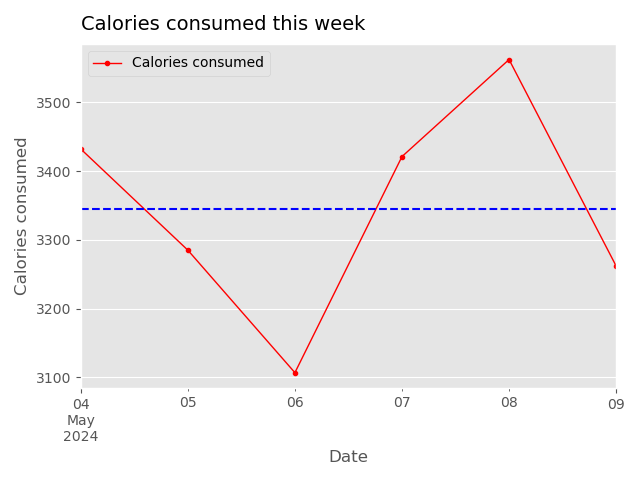 Calories consumed this week
Calories consumed
3500
3400
3300
3200
3100
Calories consumed
04
May
2024
05
06
07
08
09
Date